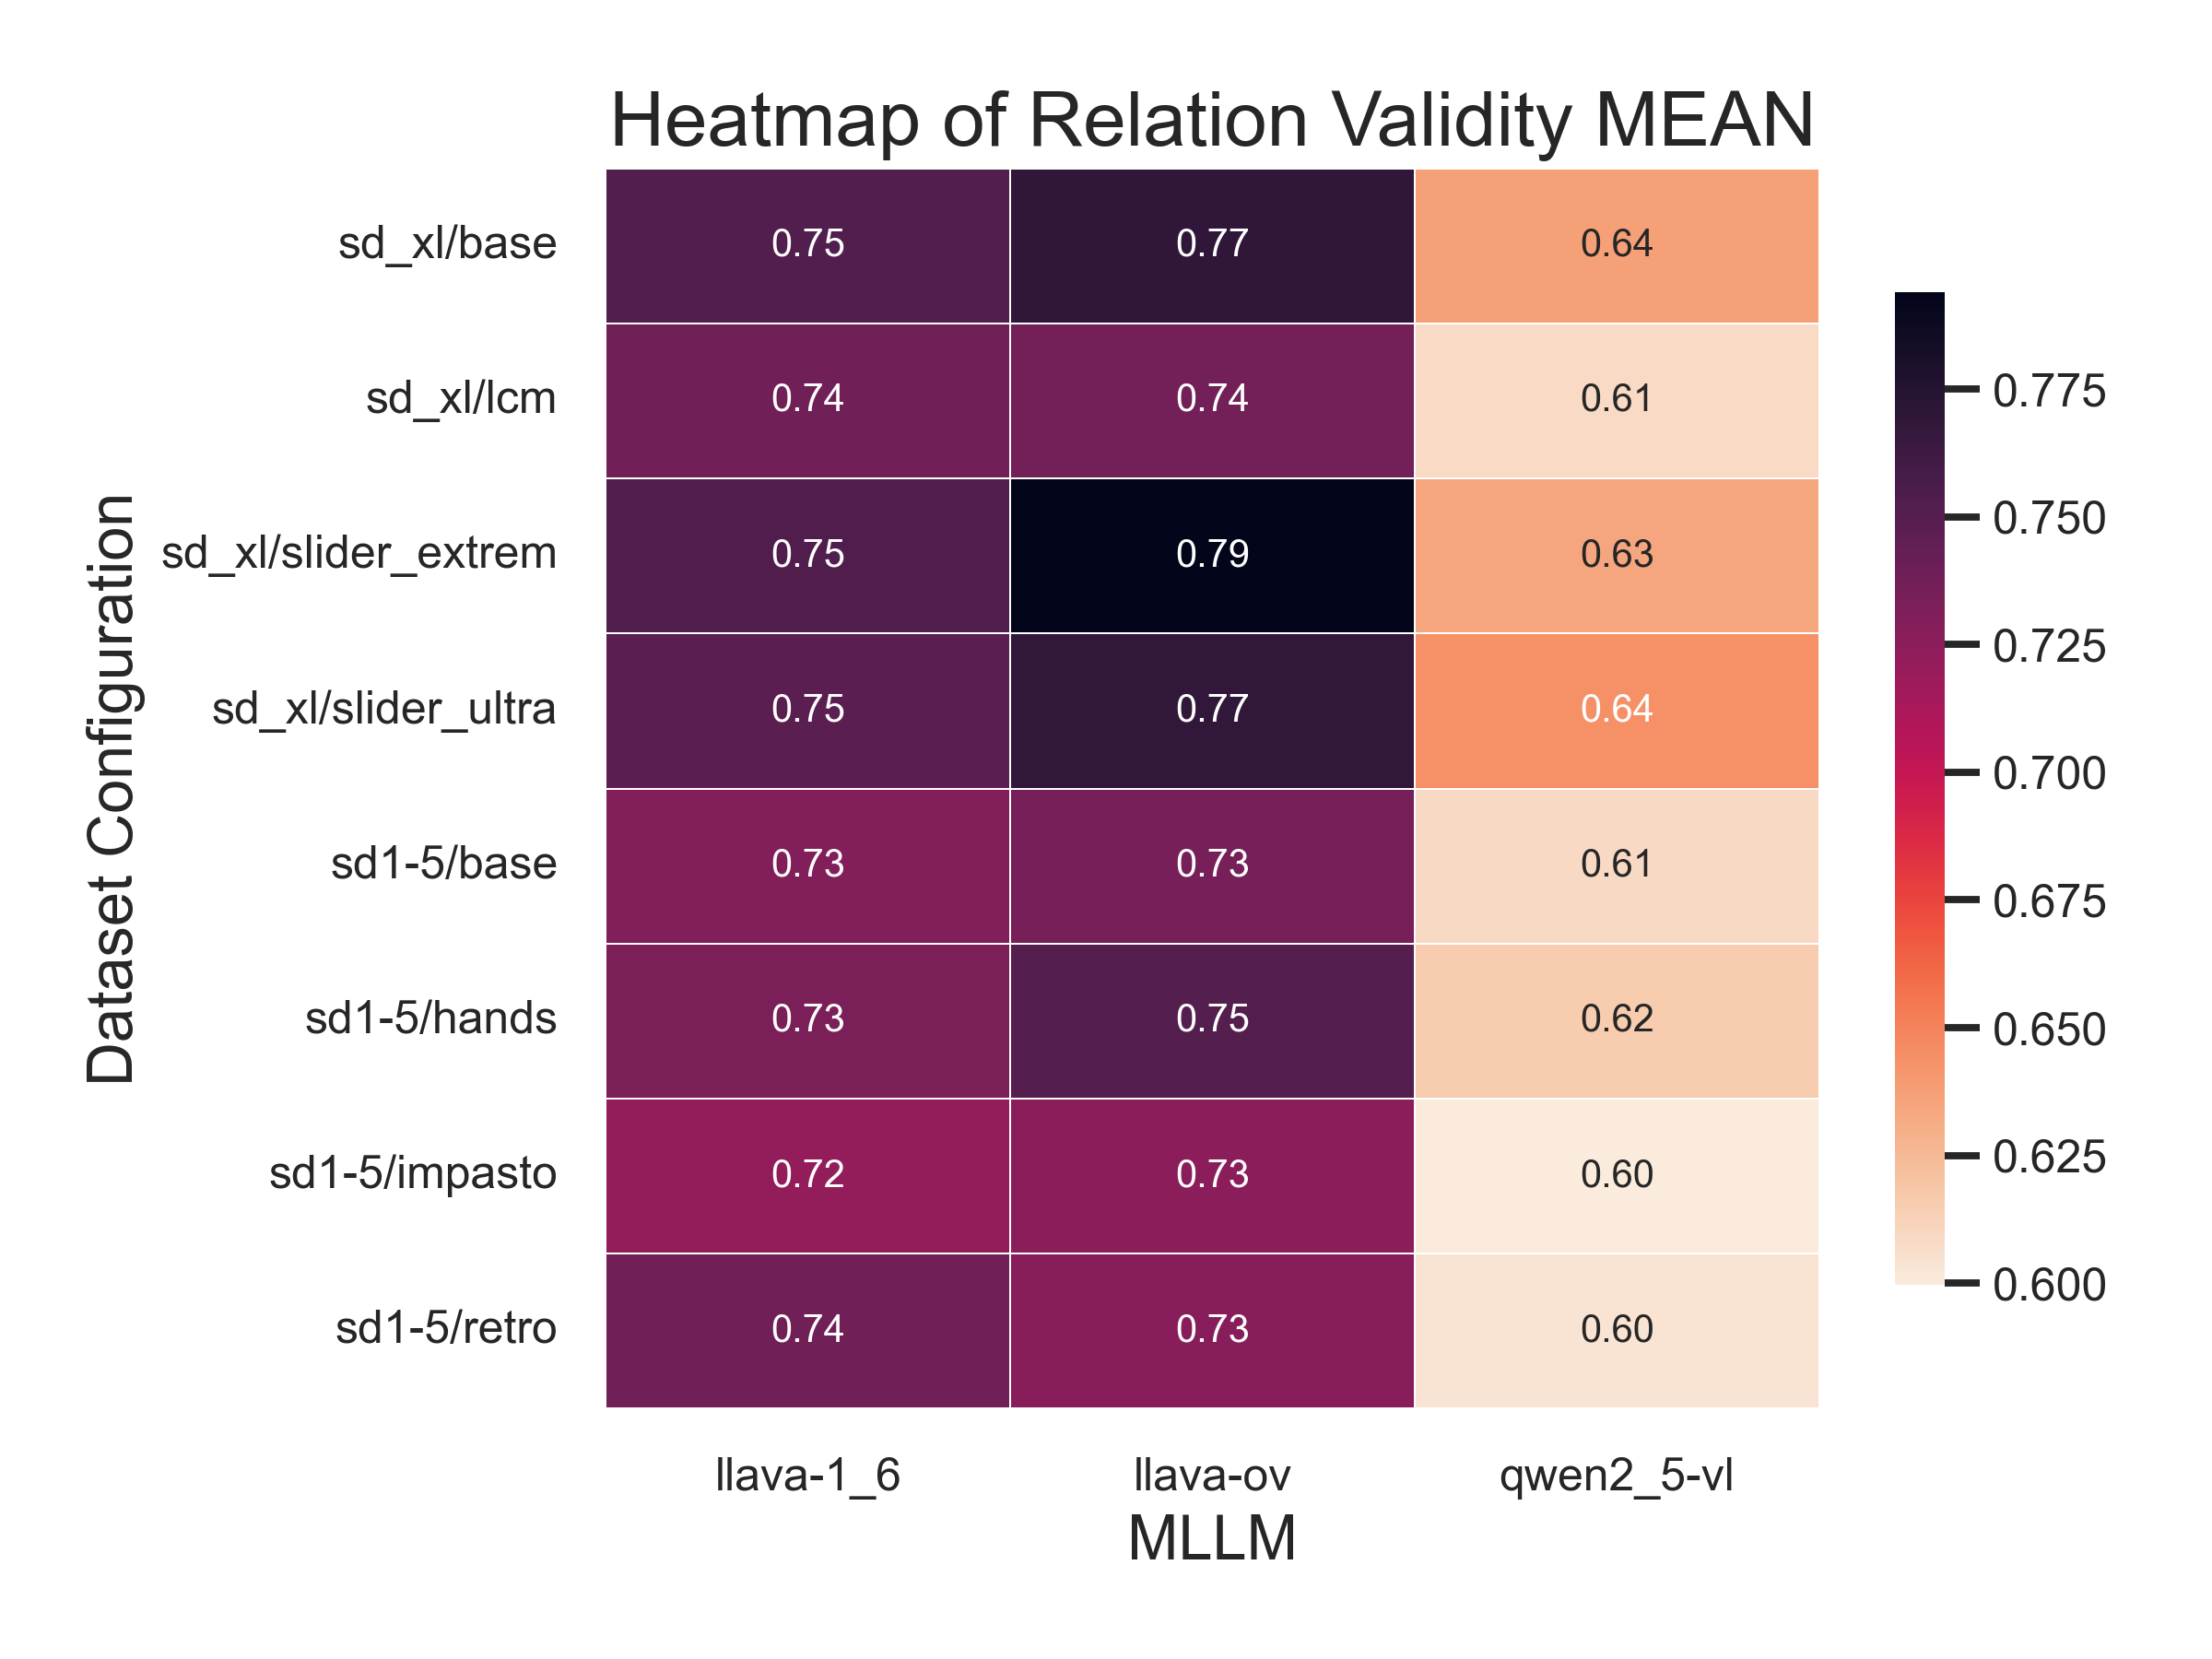 Heatmap of Relation Validity MEAN
sd_xl/base 0.75 0.77 0.64
sd_xl/lcm 0.74 0.74 0.61
sd_xl/slider_extrem 0.75 0.79 0.63
sd_xl/slider_ultra 0.75 0.77 0.64
sd1-5/base 0.73 0.73 0.61
sd1-5/hands 0.73 0.75 0.62
sd1-5/impasto 0.72 0.73 0.60
sd1-5/retro 0.74 0.73 0.60
Dataset Configuration
llava-1_6 llava-ov qwen2_5-vl
MLLM
0.775
0.750
0.725
0.700
0.675
0.650
0.625
0.600